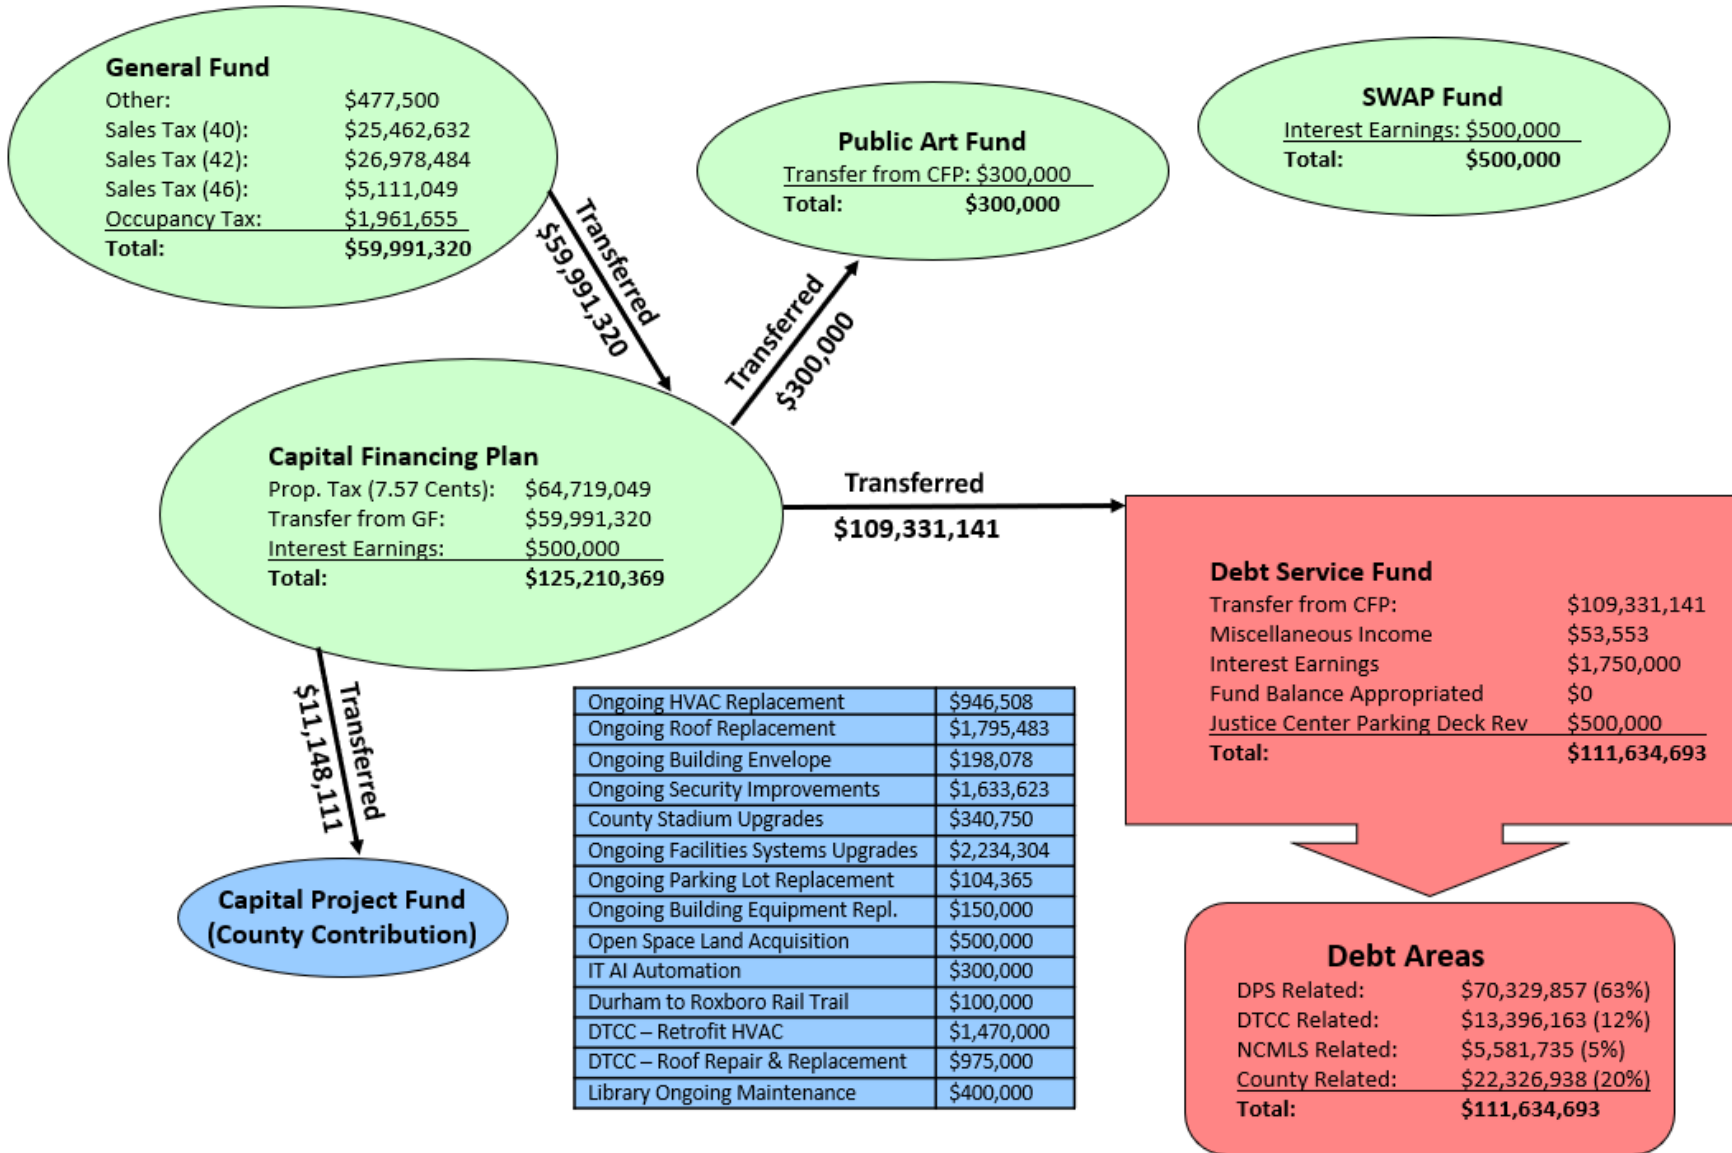 General Fund
Other: $477,500
Sales Tax (40): $25,462,632
Sales Tax (42): $26,978,484
Sales Tax (46): $5,111,049
Occupancy Tax: $1,961,655
Total: $59,991,320
Transferred
$59,991,320
Public Art Fund
Transfer from CFP: $300,000
Total: $300,000
SWAP Fund
Interest Earnings: $500,000
Total: $500,000
Transferred
$300,000
Capital Financing Plan
Prop. Tax (7.57 Cents): $64,719,049
Transfer from GF: $59,991,320
Interest Earnings: $500,000
Total: $125,210,369
Transferred
$109,331,141
Debt Service Fund
Transfer from CFP: $109,331,141
Miscellaneous Income $53,553
Interest Earnings $1,750,000
Fund Balance Appropriated $0
Justice Center Parking Deck Rev $500,000
Total: $111,634,693
Transferred
$11,148,111
Capital Project Fund
(County Contribution)
Ongoing HVAC Replacement $946,508
Ongoing Roof Replacement $1,795,483
Ongoing Building Envelope $198,078
Ongoing Security Improvements $1,633,623
County Stadium Upgrades $340,750
Ongoing Facilities Systems Upgrades $2,234,304
Ongoing Parking Lot Replacement $104,365
Ongoing Building Equipment Repl. $150,000
Open Space Land Acquisition $500,000
IT AI Automation $300,000
Durham to Roxboro Rail Trail $100,000
DTCC – Retrofit HVAC $1,470,000
DTCC – Roof Repair & Replacement $975,000
Library Ongoing Maintenance $400,000
Debt Areas
DPS Related: $70,329,857 (63%)
DTCC Related: $13,396,163 (12%)
NCMLS Related: $5,581,735 (5%)
County Related: $22,326,938 (20%)
Total: $111,634,693